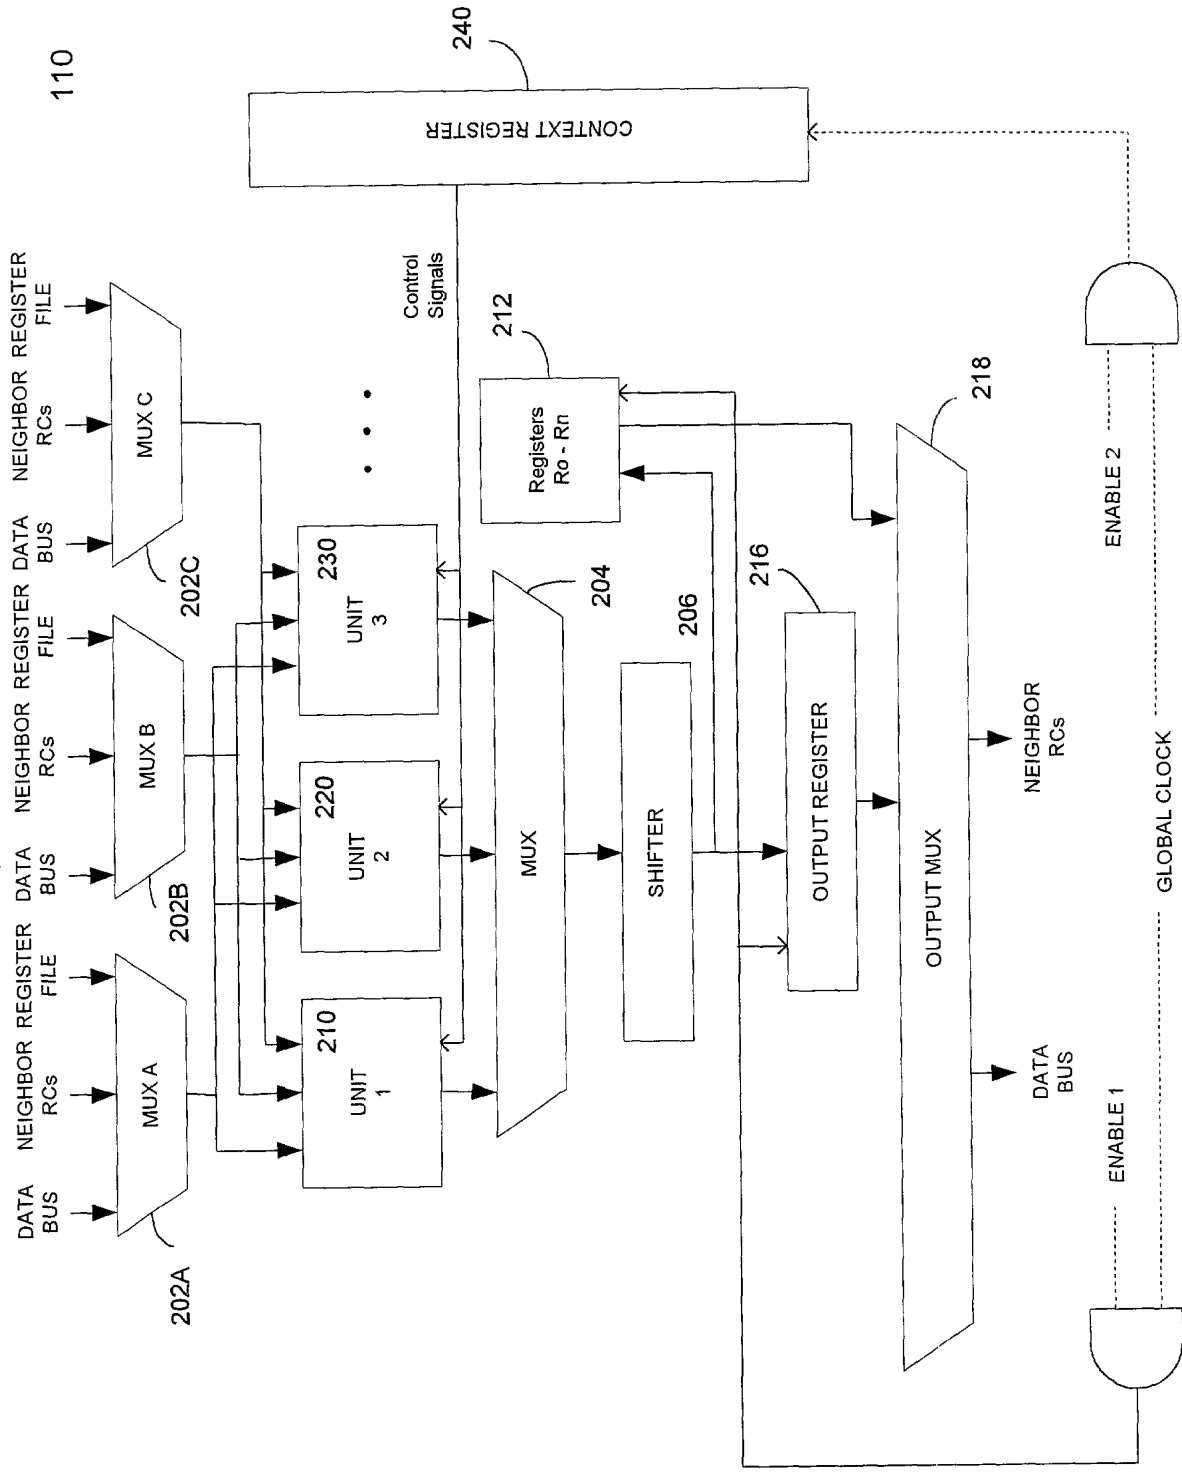 110
DATA
BUS
NEIGHBOR
RCs
REGISTER
FILE
DATA
BUS
NEIGHBOR
RCs
REGISTER
FILE
DATA
BUS
NEIGHBOR
RCs
REGISTER
FILE
MUX A
MUX B
MUX C
202A
202B
202C
UNIT
1
210
UNIT
2
220
UNIT
3
230
Control
Signals
CONTEXT REGISTER
240
MUX
204
Registers
Ro - Rn
212
SHIFTER
206
OUTPUT REGISTER
216
OUTPUT MUX
218
DATA
BUS
NEIGHBOR
RCs
ENABLE 1
GLOBAL CLOCK
ENABLE 2